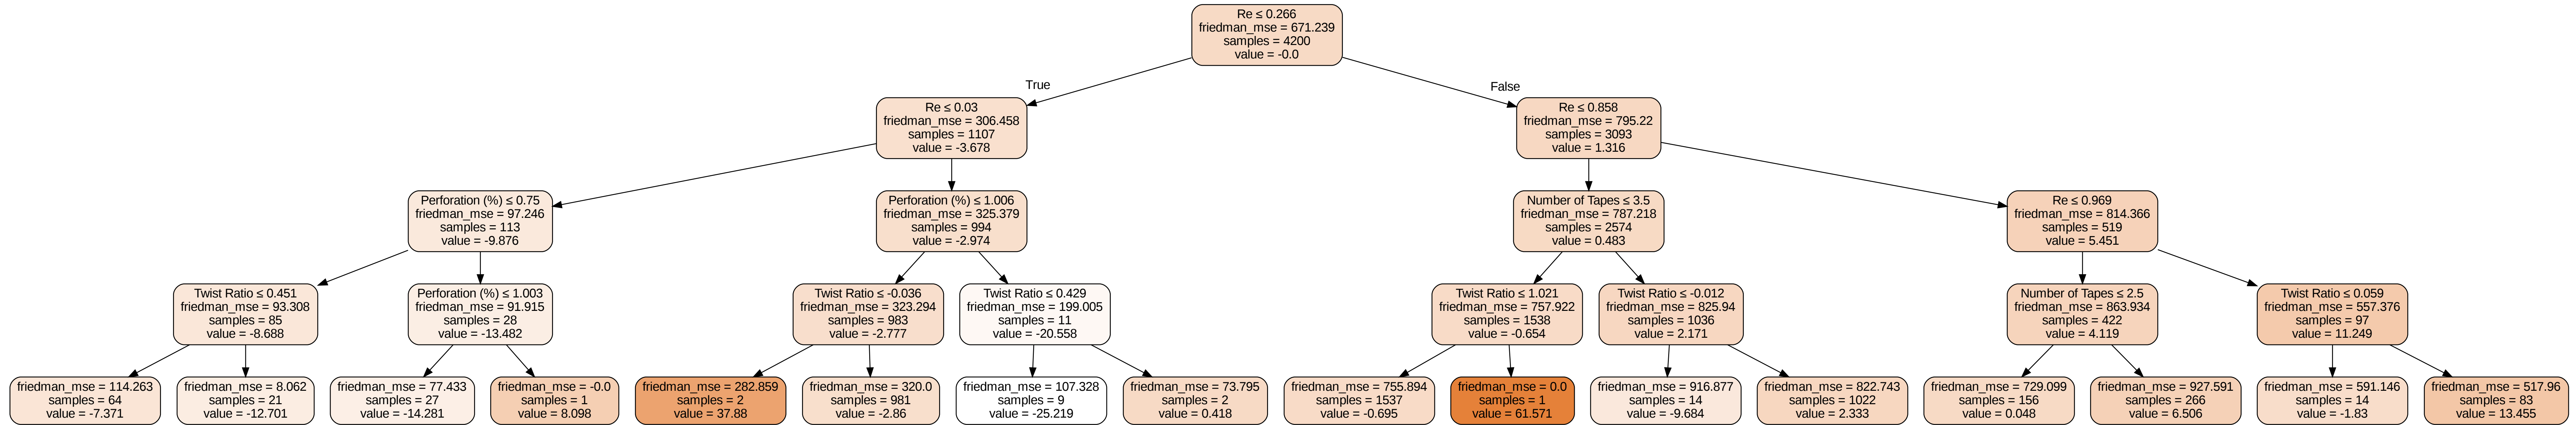 Re ≤ 0.266
friedman_mse = 671.239
samples = 4200
value = -0.0
True
False
Re ≤ 0.03
friedman_mse = 306.458
samples = 1107
value = -3.678
Re ≤ 0.858
friedman_mse = 795.22
samples = 3093
value = 1.316
Perforation (%) ≤ 0.75
friedman_mse = 97.246
samples = 113
value = -9.876
Perforation (%) ≤ 1.006
friedman_mse = 325.379
samples = 994
value = -2.974
Number of Tapes ≤ 3.5
friedman_mse = 787.218
samples = 2574
value = 0.483
Re ≤ 0.969
friedman_mse = 814.366
samples = 519
value = 5.451
Twist Ratio ≤ 0.451
friedman_mse = 93.308
samples = 85
value = -8.688
Perforation (%) ≤ 1.003
friedman_mse = 91.915
samples = 28
value = -13.482
Twist Ratio ≤ -0.036
friedman_mse = 323.294
samples = 983
value = -2.777
Twist Ratio ≤ 0.429
friedman_mse = 199.005
samples = 11
value = -20.558
Twist Ratio ≤ 1.021
friedman_mse = 757.922
samples = 1538
value = -0.654
Twist Ratio ≤ -0.012
friedman_mse = 825.94
samples = 1036
value = 2.171
Number of Tapes ≤ 2.5
friedman_mse = 863.934
samples = 422
value = 4.119
Twist Ratio ≤ 0.059
friedman_mse = 557.376
samples = 97
value = 11.249
friedman_mse = 114.263
samples = 64
value = -7.371
friedman_mse = 8.062
samples = 21
value = -12.701
friedman_mse = 77.433
samples = 27
value = -14.281
friedman_mse = -0.0
samples = 1
value = 8.098
friedman_mse = 282.859
samples = 2
value = 37.88
friedman_mse = 320.0
samples = 981
value = -2.86
friedman_mse = 107.328
samples = 9
value = -25.219
friedman_mse = 73.795
samples = 2
value = 0.418
friedman_mse = 755.894
samples = 1537
value = -0.695
friedman_mse = 0.0
samples = 1
value = 61.571
friedman_mse = 916.877
samples = 14
value = -9.684
friedman_mse = 822.743
samples = 1022
value = 2.333
friedman_mse = 729.099
samples = 156
value = 0.048
friedman_mse = 927.591
samples = 266
value = 6.506
friedman_mse = 591.146
samples = 14
value = -1.83
friedman_mse = 517.96
samples = 83
value = 13.455